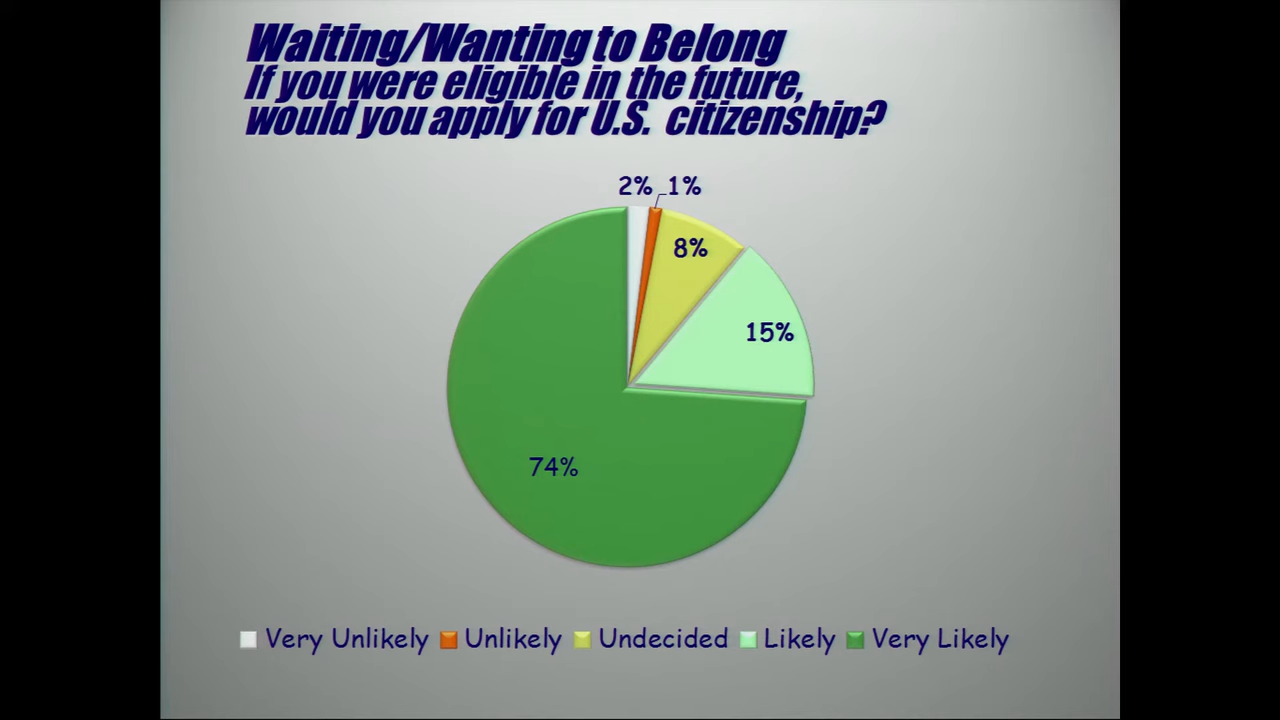 Waiting/Wanting to Belong
If you were eligible in the future,
would you apply for U.S. citizenship?
2% 1%
8%
15%
74%
Very Unlikely Unlikely Undecided Likely Very Likely